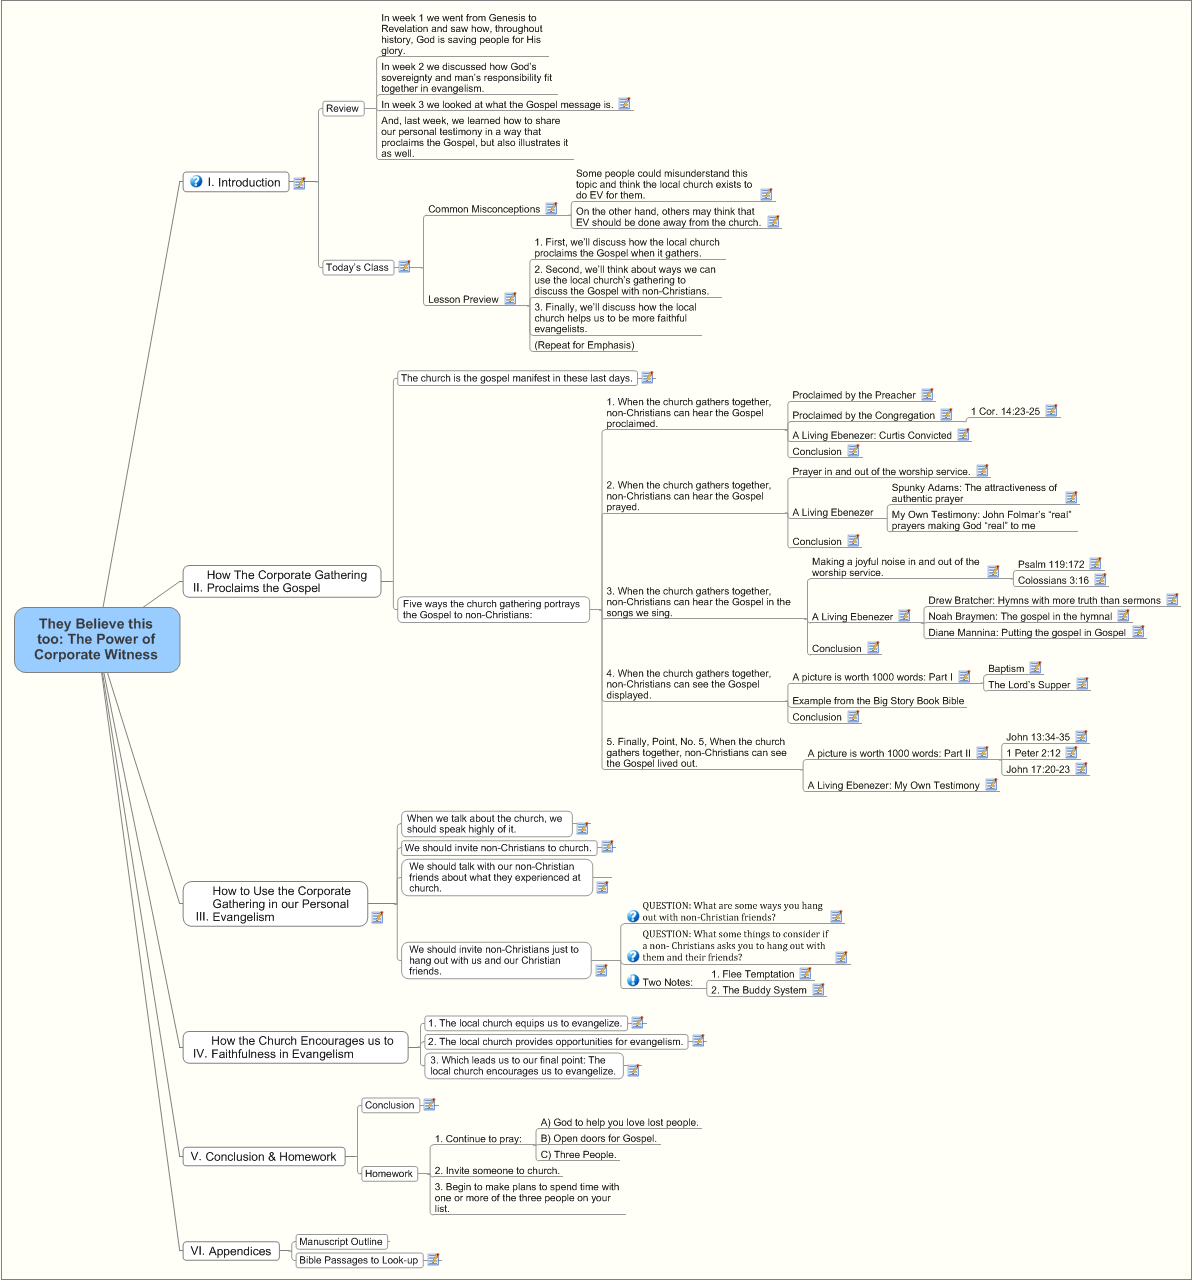 They Believe this
too: The Power of
Corporate Witness
I. Introduction
Review
In week 1 we went from Genesis to
Revelation and saw how, throughout
history, God is saving people for His
glory.
In week 2 we discussed how God's
sovereignty and man's responsibility fit
together in evangelism.
In week 3 we looked at what the Gospel message is.
And, last week, we learned how to share
our personal testimony in a way that
proclaims the Gospel, but also illustrates it
as well.
Today's Class
Common Misconceptions
Some people could misunderstand this
topic and think the local church exists to
do EV for them.
On the other hand, others may think that
EV should be done away from the church.
Lesson Preview
1. First, we'll discuss how the local church
proclaims the Gospel when it gathers.
2. Second, we'll think about ways we can
use the local church's gathering to
discuss the Gospel with non-Christians.
3. Finally, we'll discuss how the local
church helps us to be more faithful
evangelists.
(Repeat for Emphasis)
How The Corporate Gathering
II. Proclaims the Gospel
The church is the gospel manifest in these last days.
Five ways the church gathering portrays
the Gospel to non-Christians:
1. When the church gathers together,
non-Christians can hear the Gospel
proclaimed.
Proclaimed by the Preacher
Proclaimed by the Congregation
1 Cor. 14:23-25
A Living Ebenezer: Curtis Convicted
Conclusion
2. When the church gathers together,
non-Christians can hear the Gospel
prayed.
Prayer in and out of the worship service.
A Living Ebenezer
Spunky Adams: The attractiveness of
authentic prayer
My Own Testimony: John Folmar's "real"
prayers making God "real" to me
Conclusion
3. When the church gathers together,
non-Christians can hear the Gospel in the
songs we sing.
Making a joyful noise in and out of the
worship service.
Psalm 119:172
Colossians 3:16
A Living Ebenezer
Drew Bratcher: Hymns with more truth than sermons
Noah Braymen: The gospel in the hymnal
Diane Mannina: Putting the gospel in Gospel
Conclusion
4. When the church gathers together,
non-Christians can see the Gospel
displayed.
A picture is worth 1000 words: Part I
Baptism
The Lord's Supper
Example from the Big Story Book Bible
Conclusion
5. Finally, Point, No. 5, When the church
gathers together, non-Christians can see
the Gospel lived out.
A picture is worth 1000 words: Part II
John 13:34-35
1 Peter 2:12
John 17:20-23
A Living Ebenezer: My Own Testimony
How to Use the Corporate
Gathering in our Personal
III. Evangelism
When we talk about the church, we
should speak highly of it.
We should invite non-Christians to church.
We should talk with our non-Christian
friends about what they experienced at
church.
We should invite non-Christians just to
hang out with us and our Christian
friends.
QUESTION: What are some ways you hang
out with non-Christian friends?
QUESTION: What some things to consider if
a non- Christians asks you to hang out with
them and their friends?
Two Notes:
1. Flee Temptation
2. The Buddy System
How the Church Encourages us to
IV. Faithfulness in Evangelism
1. The local church equips us to evangelize.
2. The local church provides opportunities for evangelism.
3. Which leads us to our final point: The
local church encourages us to evangelize.
V. Conclusion & Homework
Conclusion
Homework
1. Continue to pray:
A) God to help you love lost people.
B) Open doors for Gospel.
C) Three People.
2. Invite someone to church.
3. Begin to make plans to spend time with
one or more of the three people on your
list.
VI. Appendices
Manuscript Outline
Bible Passages to Look-up